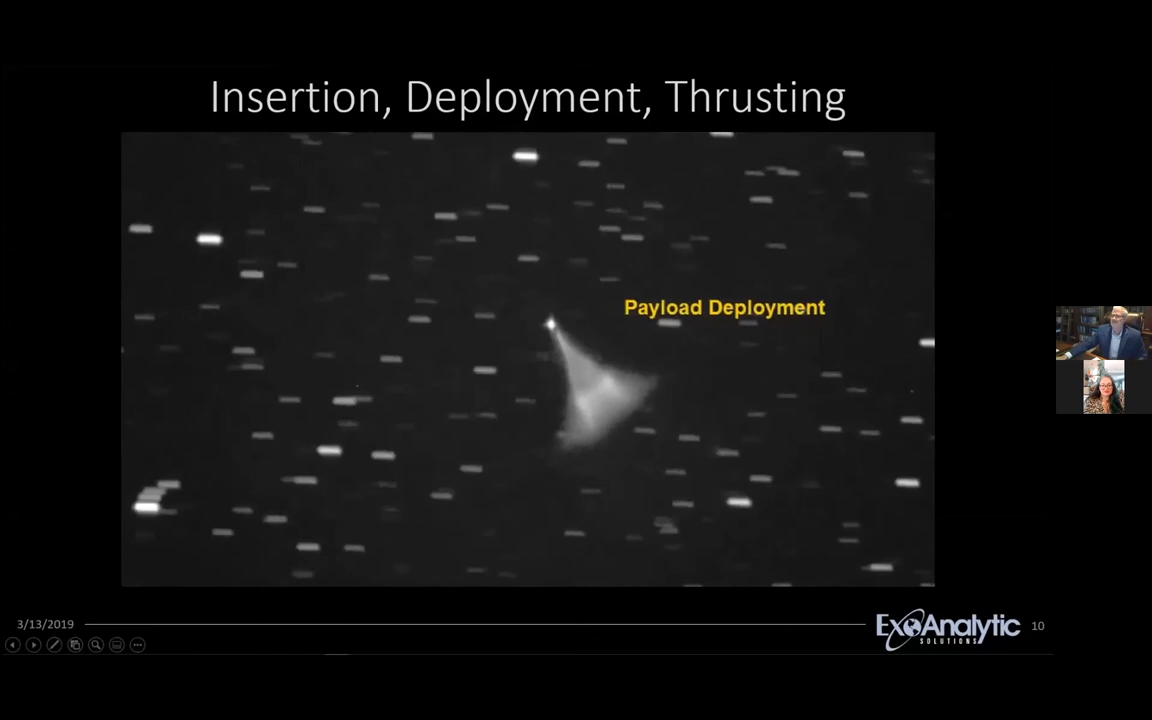 Insertion, Deployment, Thrusting
Payload Deployment
3/13/2019
ExoAnalytic
SOLUTIONS
10